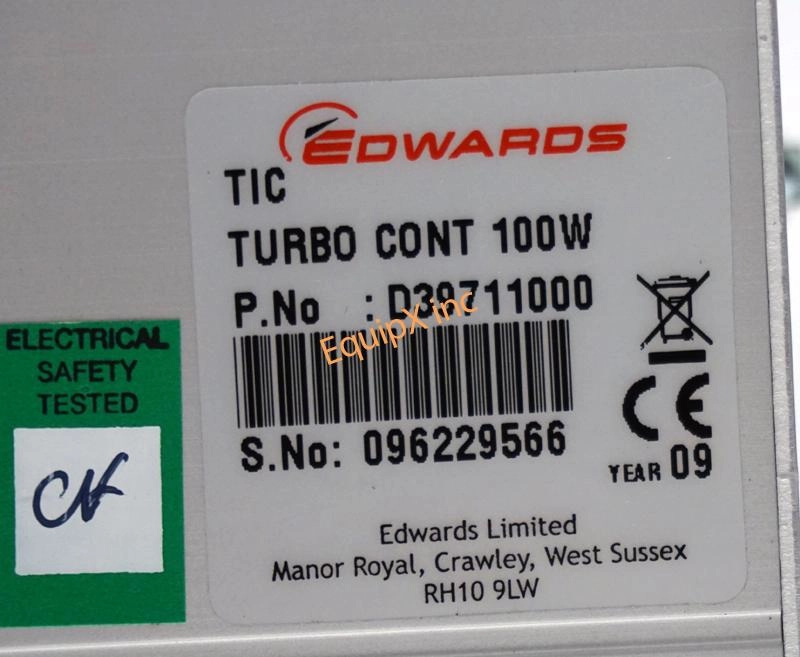 EDWARDS
TIC
TURBO CONT 100W
P.No : D39711000
EquipX inc
S.No: 096229566
YEAR 09
Edwards Limited
Manor Royal, Crawley, West Sussex
RH10 9LW
ELECTRICAL
SAFETY
TESTED
CN